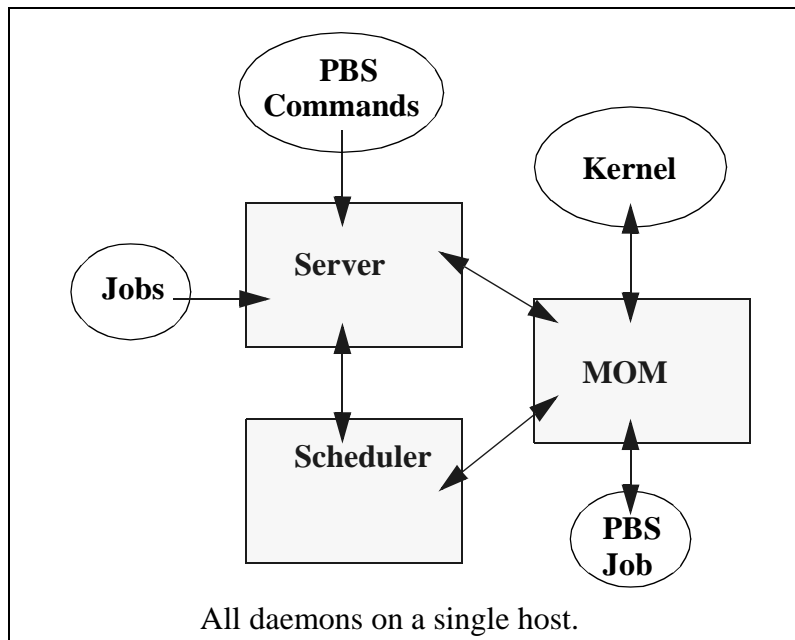 PBS
Commands
Kernel
Server
Jobs
MOM
Scheduler
PBS
Job
All daemons on a single host.